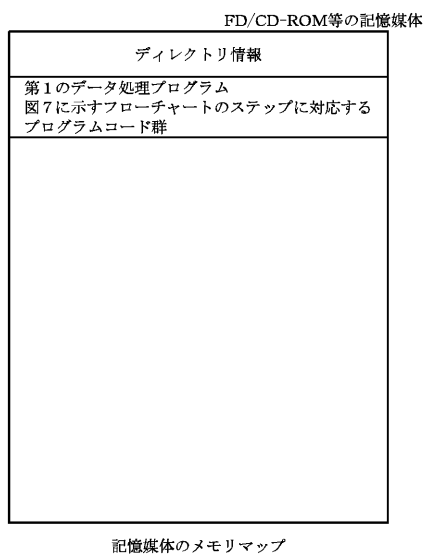 FD/CD-ROM等の記憶媒体
ディレクトリ情報
第１のデータ処理プログラム
図７に示すフローチャートのステップに対応する
プログラムコード群
記憶媒体のメモリマップ